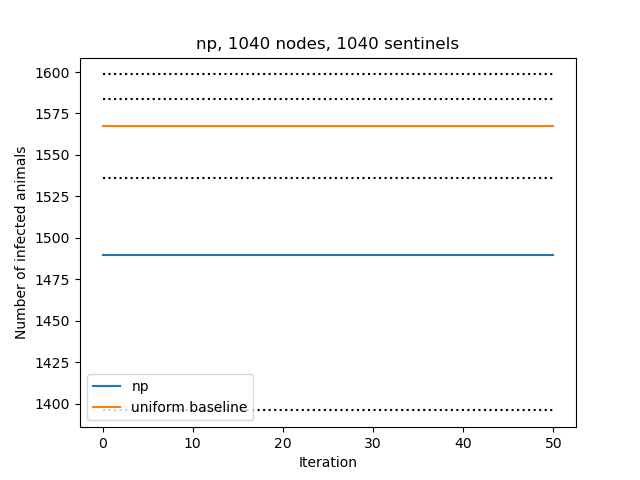 np, 1040 nodes, 1040 sentinels
Number of infected animals
1600
1575
1550
1525
1500
1475
1450
1425
1400
np
uniform baseline
0 10 20 30 40 50
Iteration